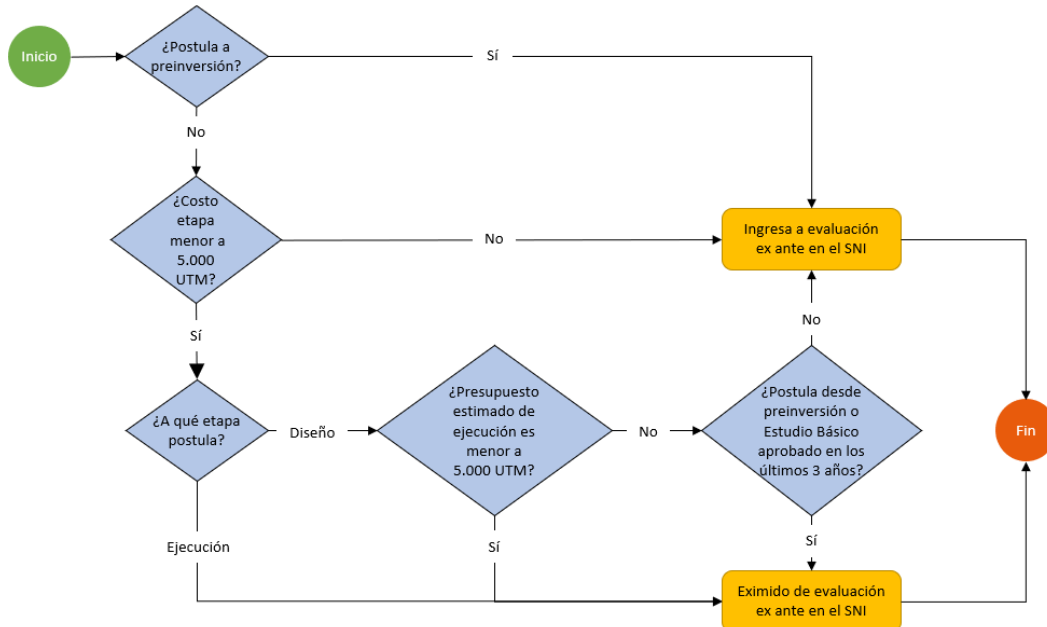 Inicio
¿Postula a
preinversión?
Sí
No
¿Costo
etapa
menor a
5.000
UTM?
No
Ingresa a evaluación
ex ante en el SNI
Sí
No
¿A qué etapa
postula?
Diseño
¿Presupuesto
estimado de
ejecución es
menor a
5.000 UTM?
No
¿Postula desde
preinversión o
Estudio Básico
aprobado en los
últimos 3 años?
Fin
Ejecución
Sí
Sí
Eximido de evaluación
ex ante en el SNI